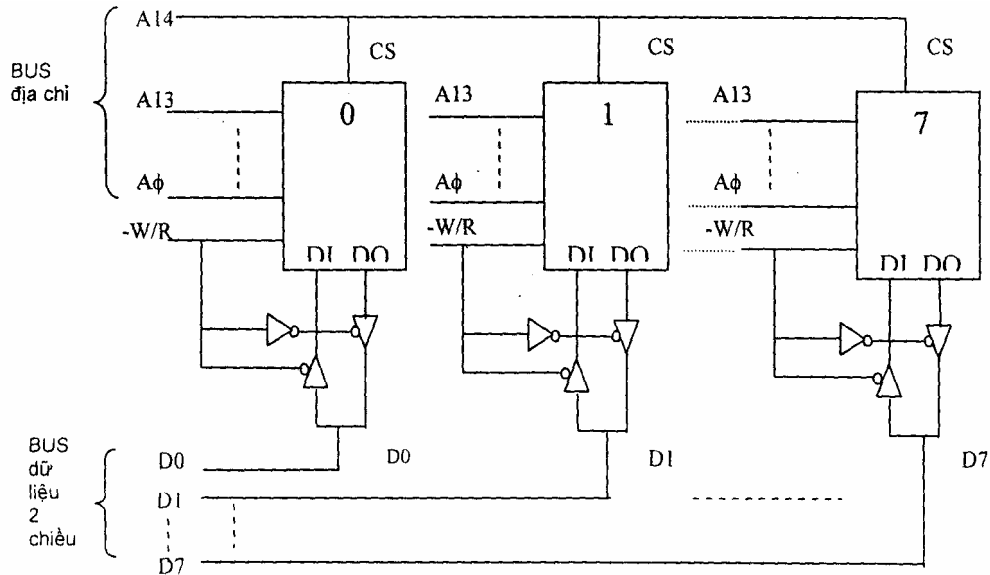 A14
CS
CS
CS
BUS
địa chỉ
A13
A13
A13
0
1
7
Aϕ
Aϕ
Aϕ
-W/R
-W/R
-W/R
DI DO
DI DO
DI DO
BUS
dữ
liệu
2
chiều
D0
D0
D1
D7
D1
D7